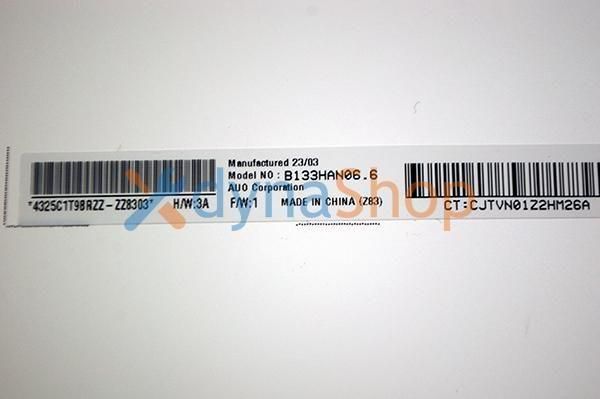 Manufactured 23/03
Model NO : B133HAN06.6
AUO Corporation
*4325C1T98RZZ-ZZ8303* H/W:3A F/W:1 MADE IN CHINA (Z83)
CT:CJTVN01Z2HM26A
dynaShop